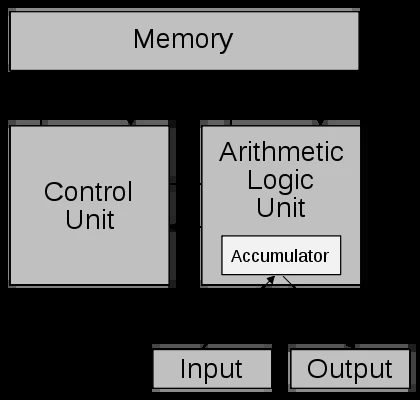 Memory
Control
Unit
Arithmetic
Logic
Unit
Accumulator
Input
Output